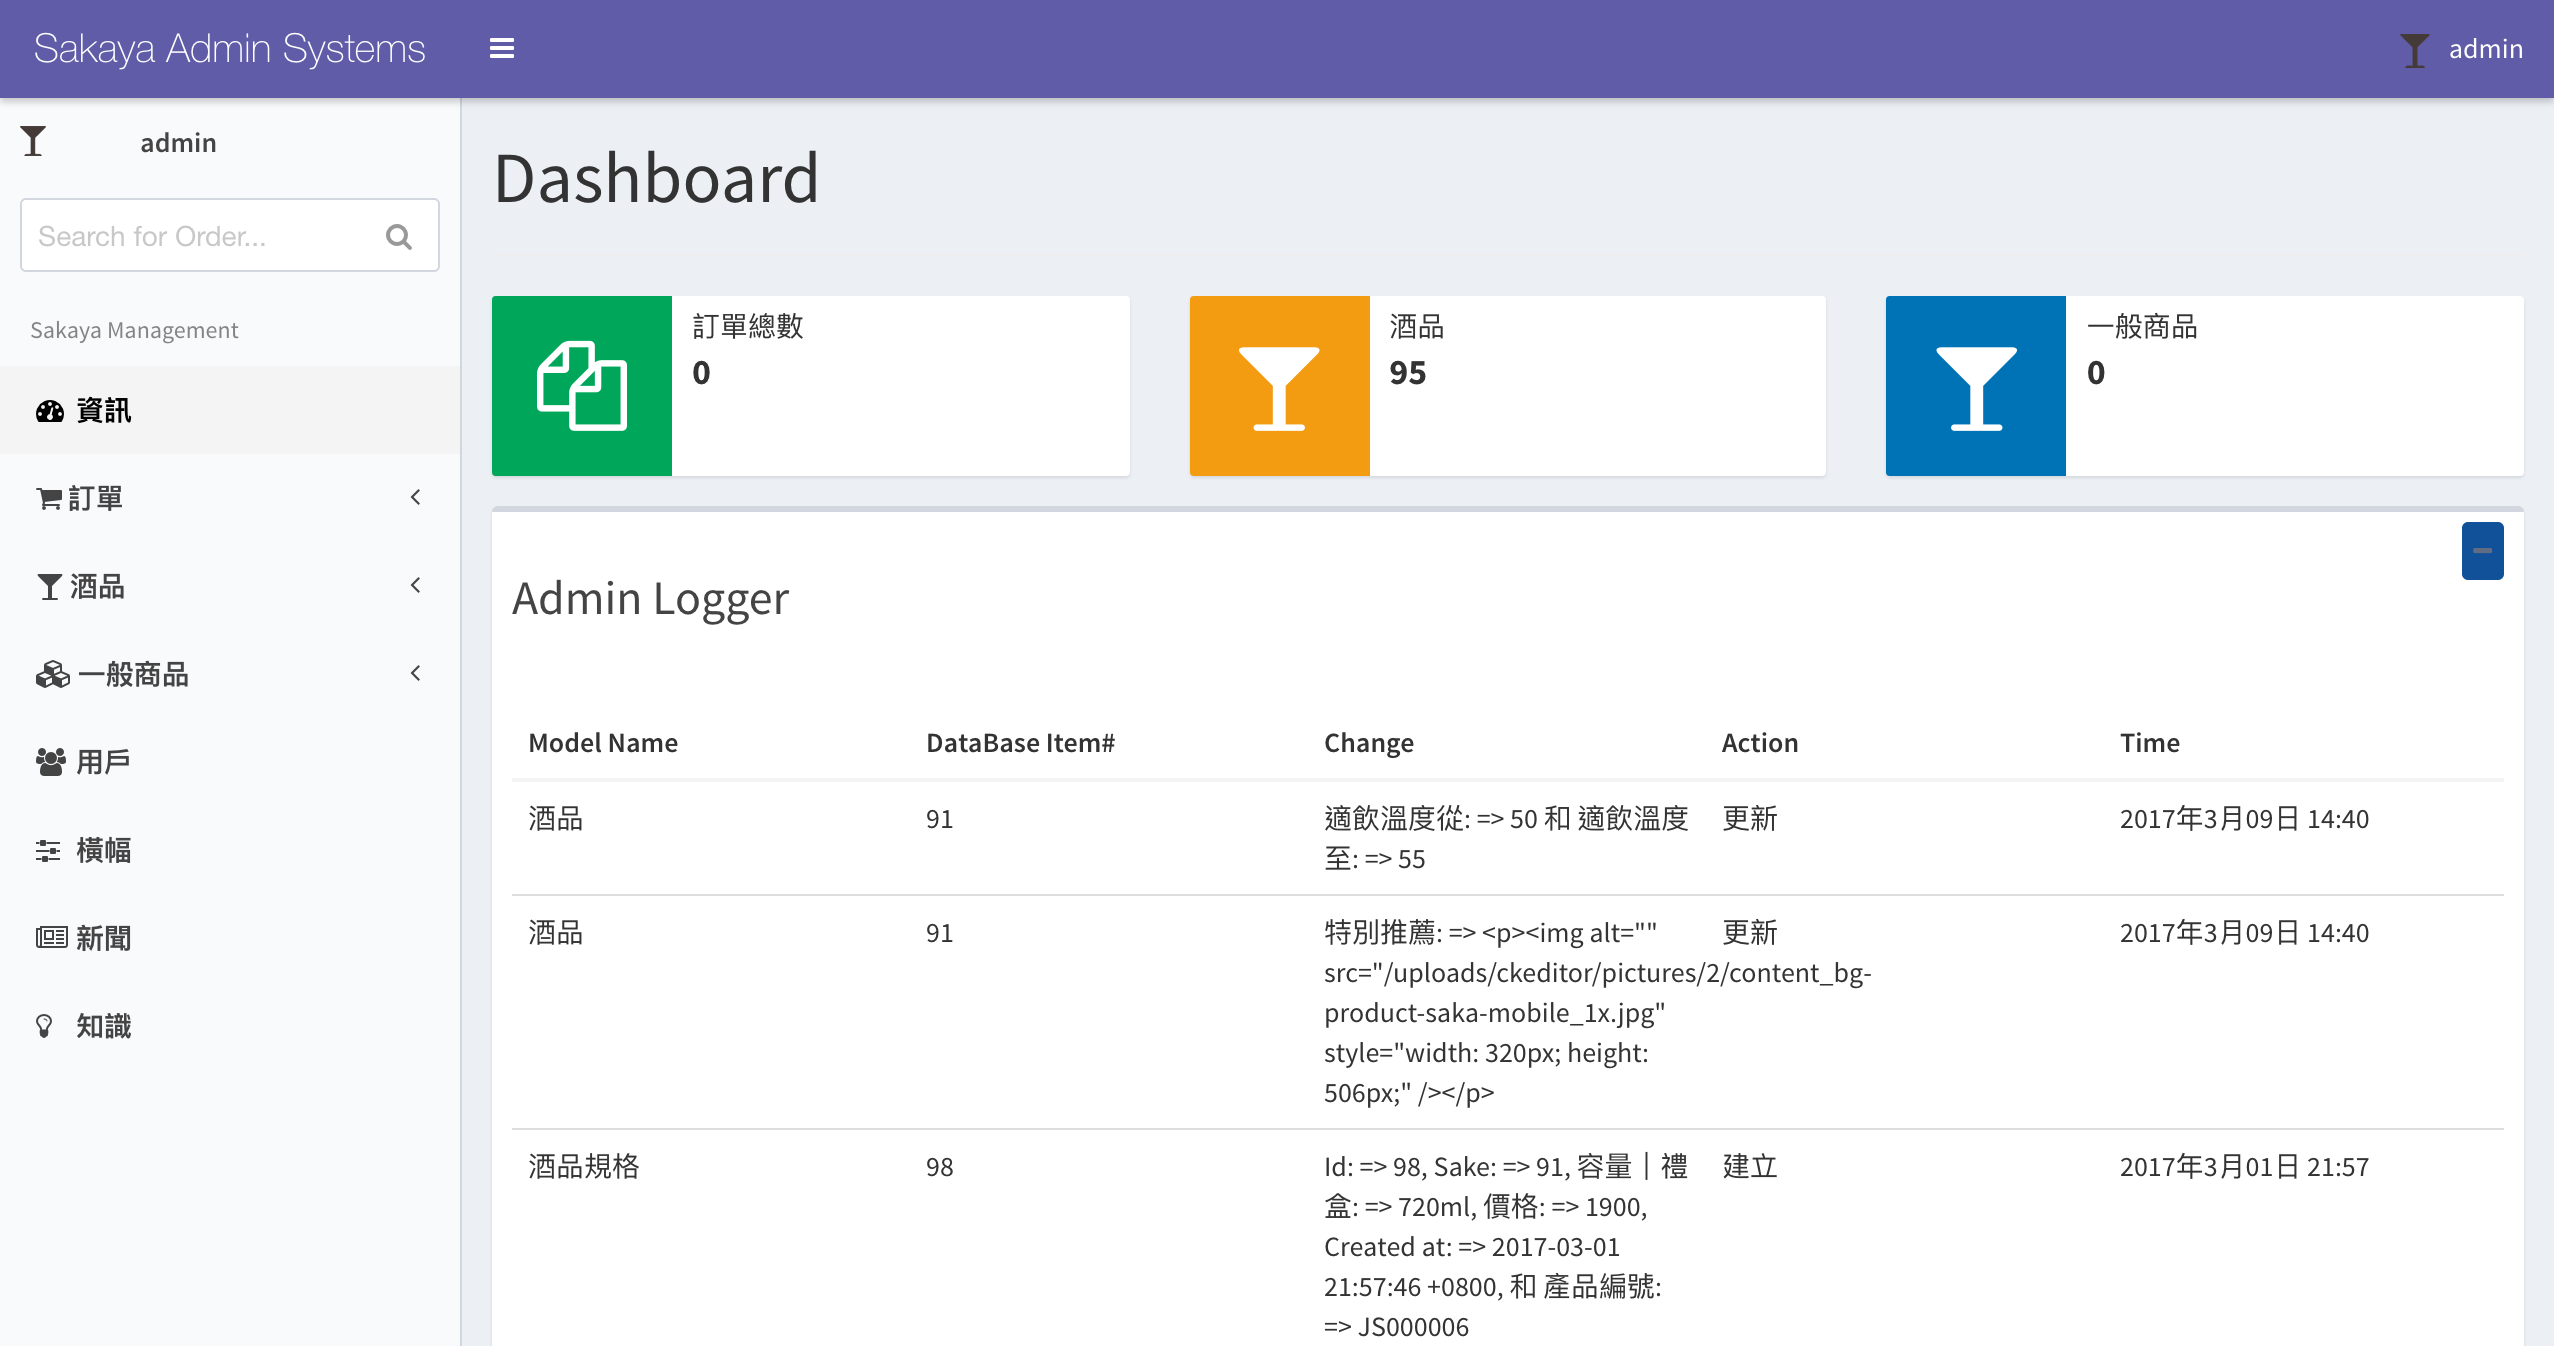 Sakaya Admin Systems
admin
admin
Search for Order...
Sakaya Management
資訊
訂單
酒品
一般商品
用戶
橫幅
新聞
知識
Dashboard
訂單總數
0
酒品
95
一般商品
0
Admin Logger
Model Name DataBase Item# Change Action Time
酒品 91 適飲溫度從: => 50 和 適飲溫度 更新 2017年3月09日 14:40
至: => 55
酒品 91 特別推薦: => <p><img alt="" 更新 2017年3月09日 14:40
src="/uploads/ckeditor/pictures/2/content_bg-
product-saka-mobile_1x.jpg"
style="width: 320px; height:
506px;" /></p>
酒品規格 98 Id: => 98, Sake: => 91, 容量｜禮 建立 2017年3月01日 21:57
盒: => 720ml, 價格: => 1900,
Created at: => 2017-03-01
21:57:46 +0800, 和 產品編號:
=> JS000006